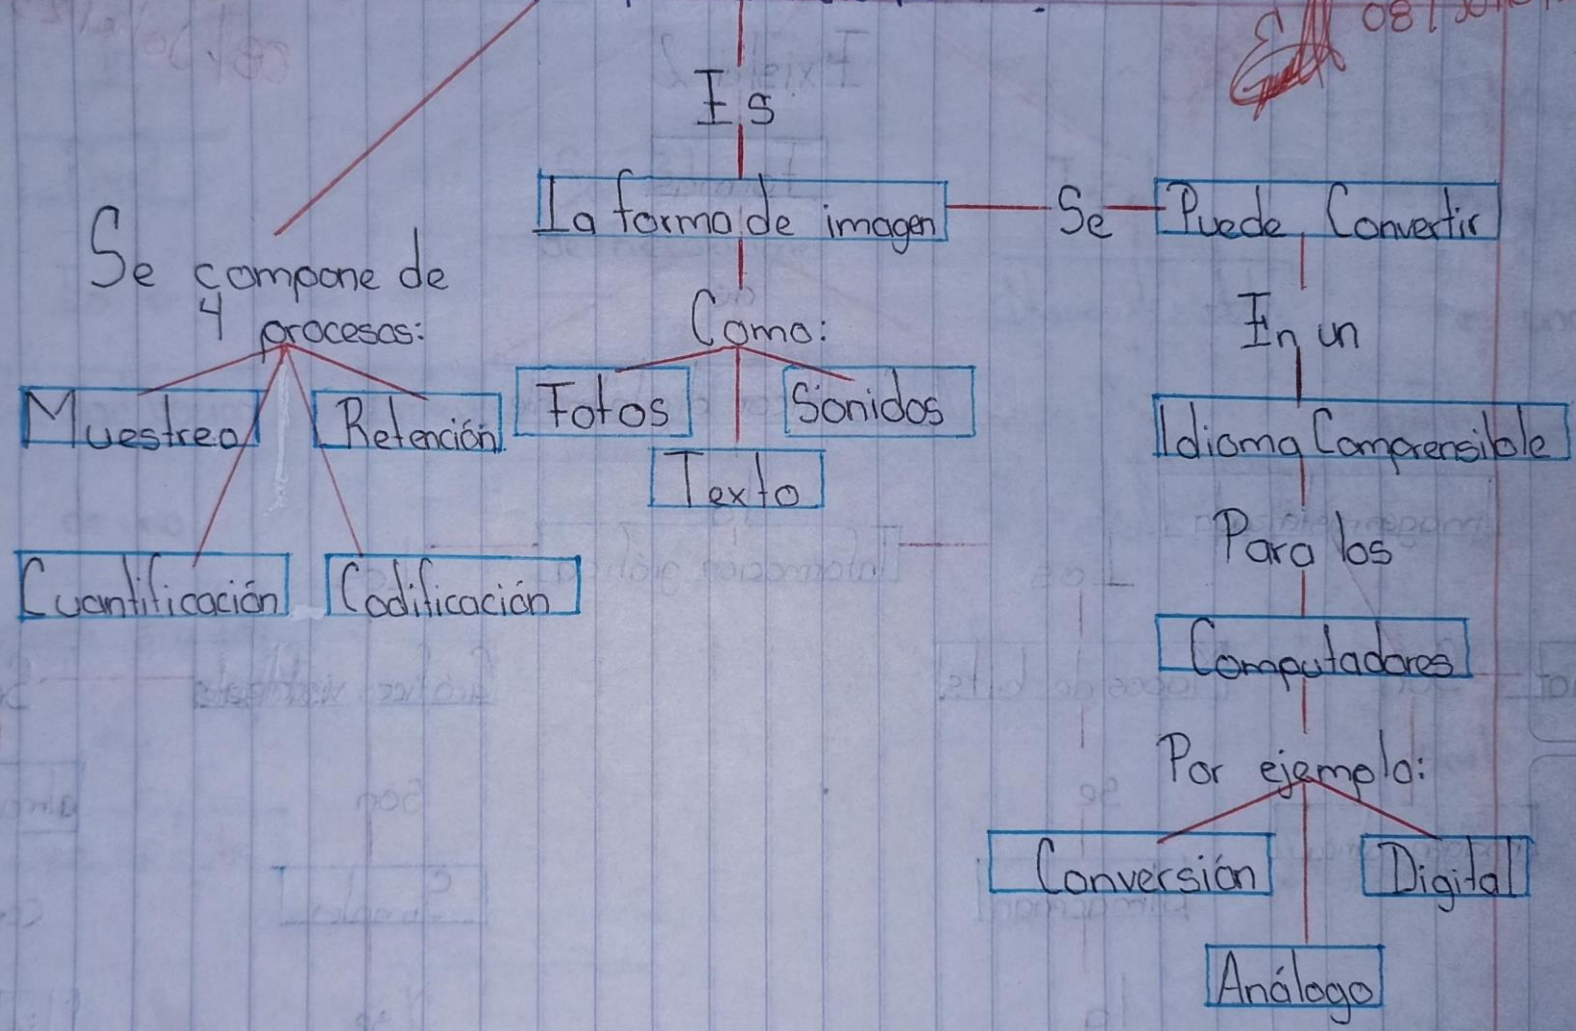 Es
La forma de imagen
Se
Puede Convertir
Se compone de
4 procesos:
Muestreo
Retención
Cuantificación
Codificación
Como:
Fotos
Sonidos
Texto
En un
Idioma Comprensible
Para los
Computadores
Por ejemplo:
Conversión
Digital
Análogo